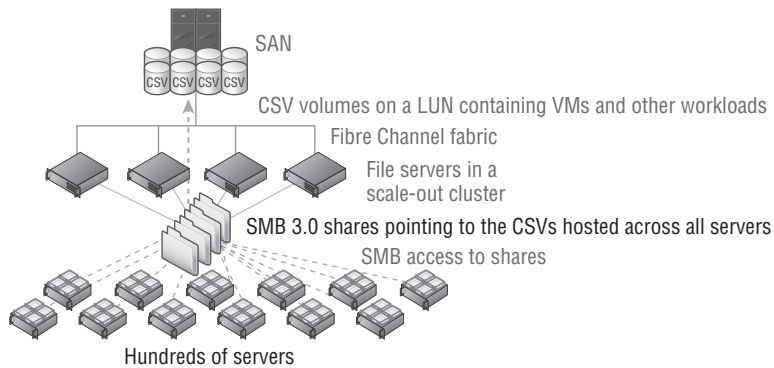 SAN
CSV CSV CSV CSV
CSV volumes on a LUN containing VMs and other workloads
Fibre Channel fabric
File servers in a
scale-out cluster
SMB 3.0 shares pointing to the CSVs hosted across all servers
SMB access to shares
Hundreds of servers